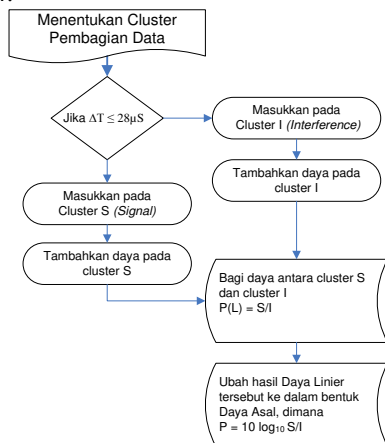 Menentukan Cluster
Pembagian Data
Jika ΔT ≤ 28µS
Masukkan pada
Cluster I (Interference)
Tambahkan daya pada
cluster I
Masukkan pada
Cluster S (Signal)
Tambahkan daya pada
cluster S
Bagi daya antara cluster S
dan cluster I
P(L) = S/I
Ubah hasil Daya Linier
tersebut ke dalam bentuk
Daya Asal, dimana
P = 10 log₁₀ S/I